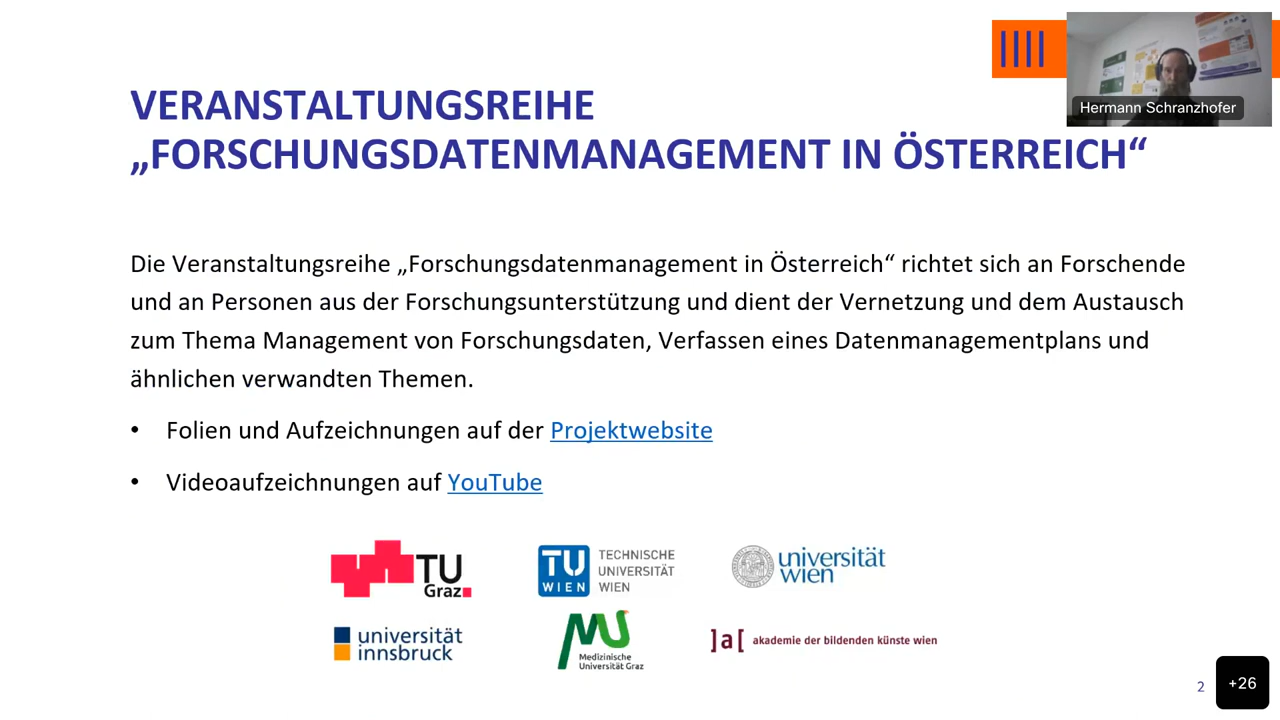 Hermann Schranzhofer
VERANSTALTUNGSREIHE
„FORSCHUNGSDATENMANAGEMENT IN ÖSTERREICH“
Die Veranstaltungsreihe „Forschungsdatenmanagement in Österreich“ richtet sich an Forschende
und an Personen aus der Forschungsunterstützung und dient der Vernetzung und dem Austausch
zum Thema Management von Forschungsdaten, Verfassen eines Datenmanagementplans und
ähnlichen verwandten Themen.
• Folien und Aufzeichnungen auf der Projektwebsite
• Videoaufzeichnungen auf YouTube
TU
Graz
TU
WIEN
TECHNISCHE
UNIVERSITÄT
WIEN
universität
wien
universität
innsbruck
Medizinische
Universität Graz
]a[ akademie der bildenden künste wien
2
+26